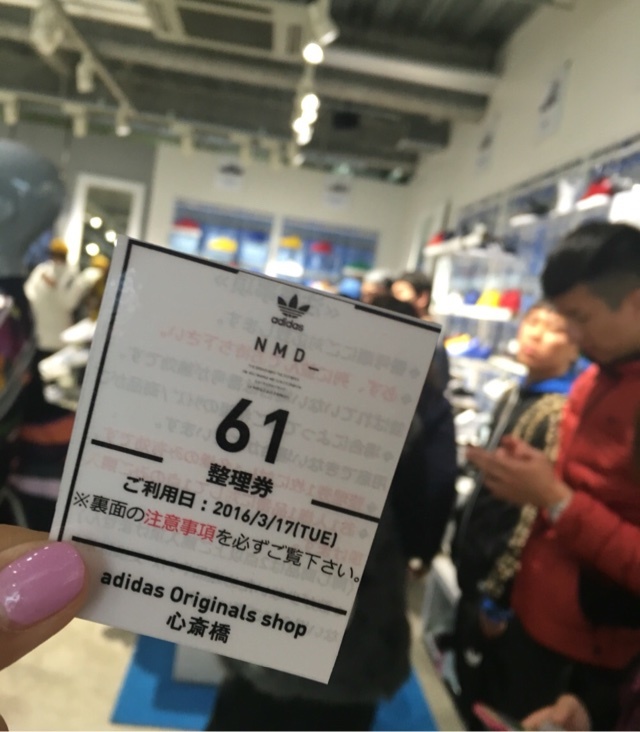 adidas
NMD_
61
整理券
ご利用日：2016/3/17(TUE)
※裏面の注意事項を必ずご覧下さい。
adidas Originals shop
心斎橋